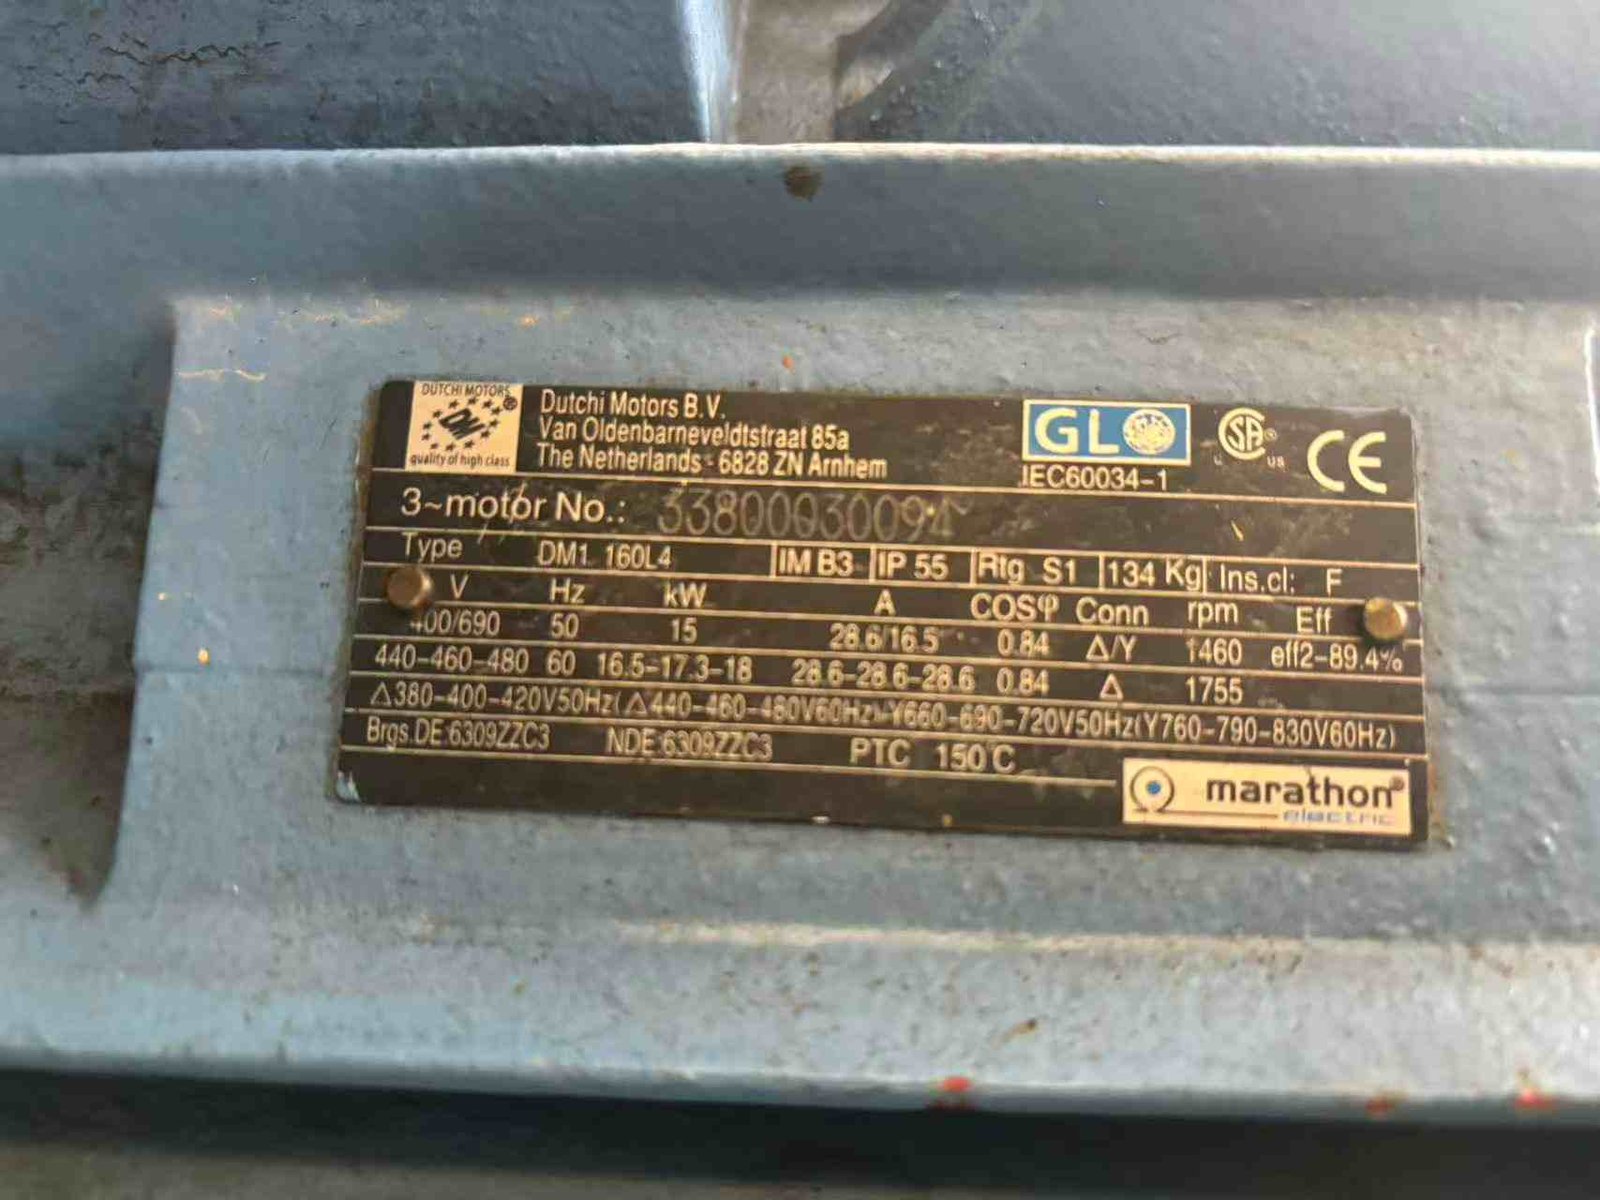 DUTCHI MOTORS
quality of high class
Dutchi Motors B.V.
Van Oldenbarneveldtstraat 85a
The Netherlands - 6828 ZN Arnhem
GL
IEC60034-1
SA
US
CE
3~motor No.: 33800030094
Type DM1 160L4 IM B3 IP 55 Rtg S1 134 Kg Ins.cl: F
V Hz kW A COSφ Conn rpm Eff
400/690 50 15 28.6/16.5 0.84 Δ/Y 1460 eff2-89.4%
440-460-480 60 16.5-17.3-18 28.6-28.6-28.6 0.84 Δ 1755
Δ380-400-420V50Hz(Δ440-460-480V60Hz)-Y660-690-720V50Hz(Y760-790-830V60Hz)
Brgs.DE:6309ZZC3 NDE:6309ZZC3 PTC 150°C
marathon®
electric